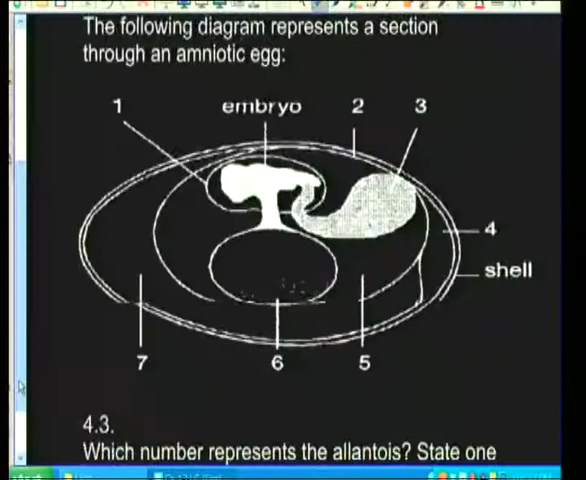 The following diagram represents a section
through an amniotic egg:
1 embryo 2 3
4
shell
7 6 5
4.3.
Which number represents the allantois? State one